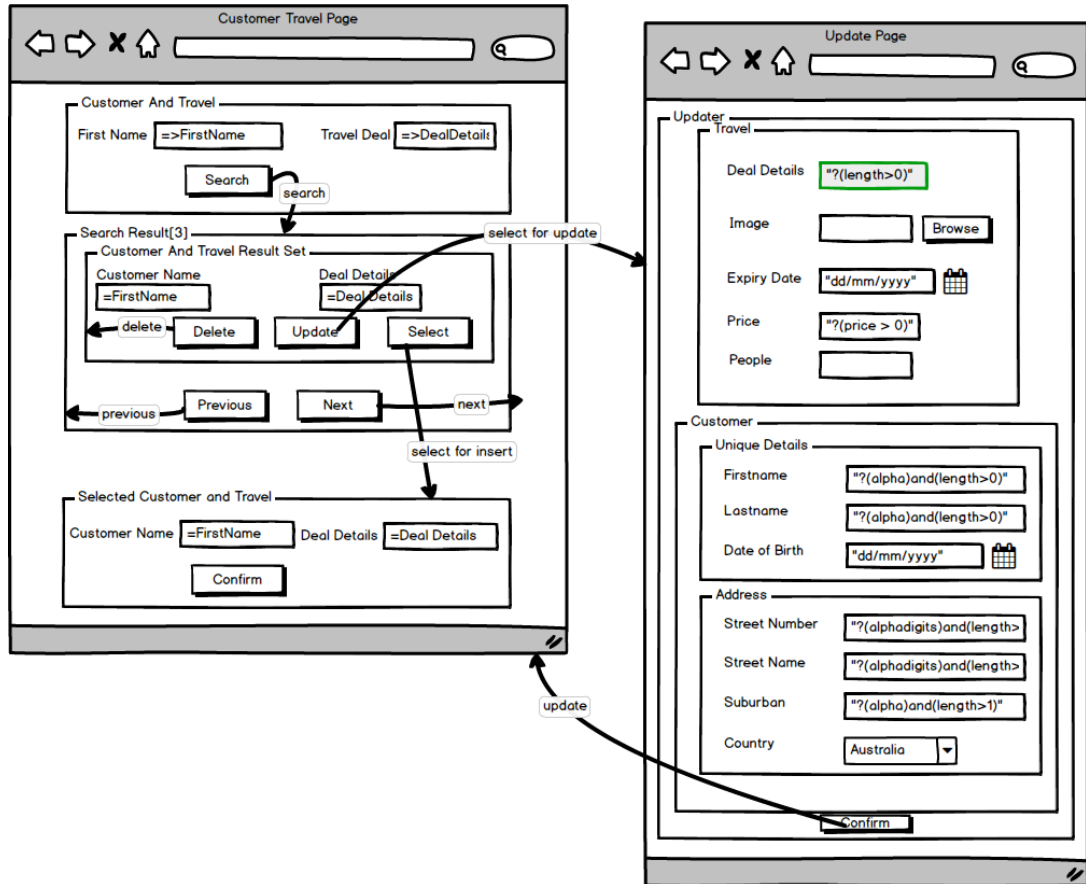 Customer Travel Page
Customer And Travel
First Name =>FirstName Travel Deal =>DealDetails
Search
search
Search Result[3]
Customer And Travel Result Set
Customer Name Deal Details
=FirstName =Deal Details
delete Delete Update Select
select for update
previous Previous Next next
select for insert
Selected Customer and Travel
Customer Name =FirstName Deal Details =Deal Details
Confirm
update
Update Page
Updater
Travel
Deal Details "?(length>0)"
Image Browse
Expiry Date "dd/mm/yyyy"
Price "?(price > 0)"
People
Customer
Unique Details
Firstname "?(alpha)and(length>0)"
Lastname "?(alpha)and(length>0)"
Date of Birth "dd/mm/yyyy"
Address
Street Number "?(alphadigits)and(length>
Street Name "?(alphadigits)and(length>
Suburban "?(alpha)and(length>1)"
Country Australia
Confirm